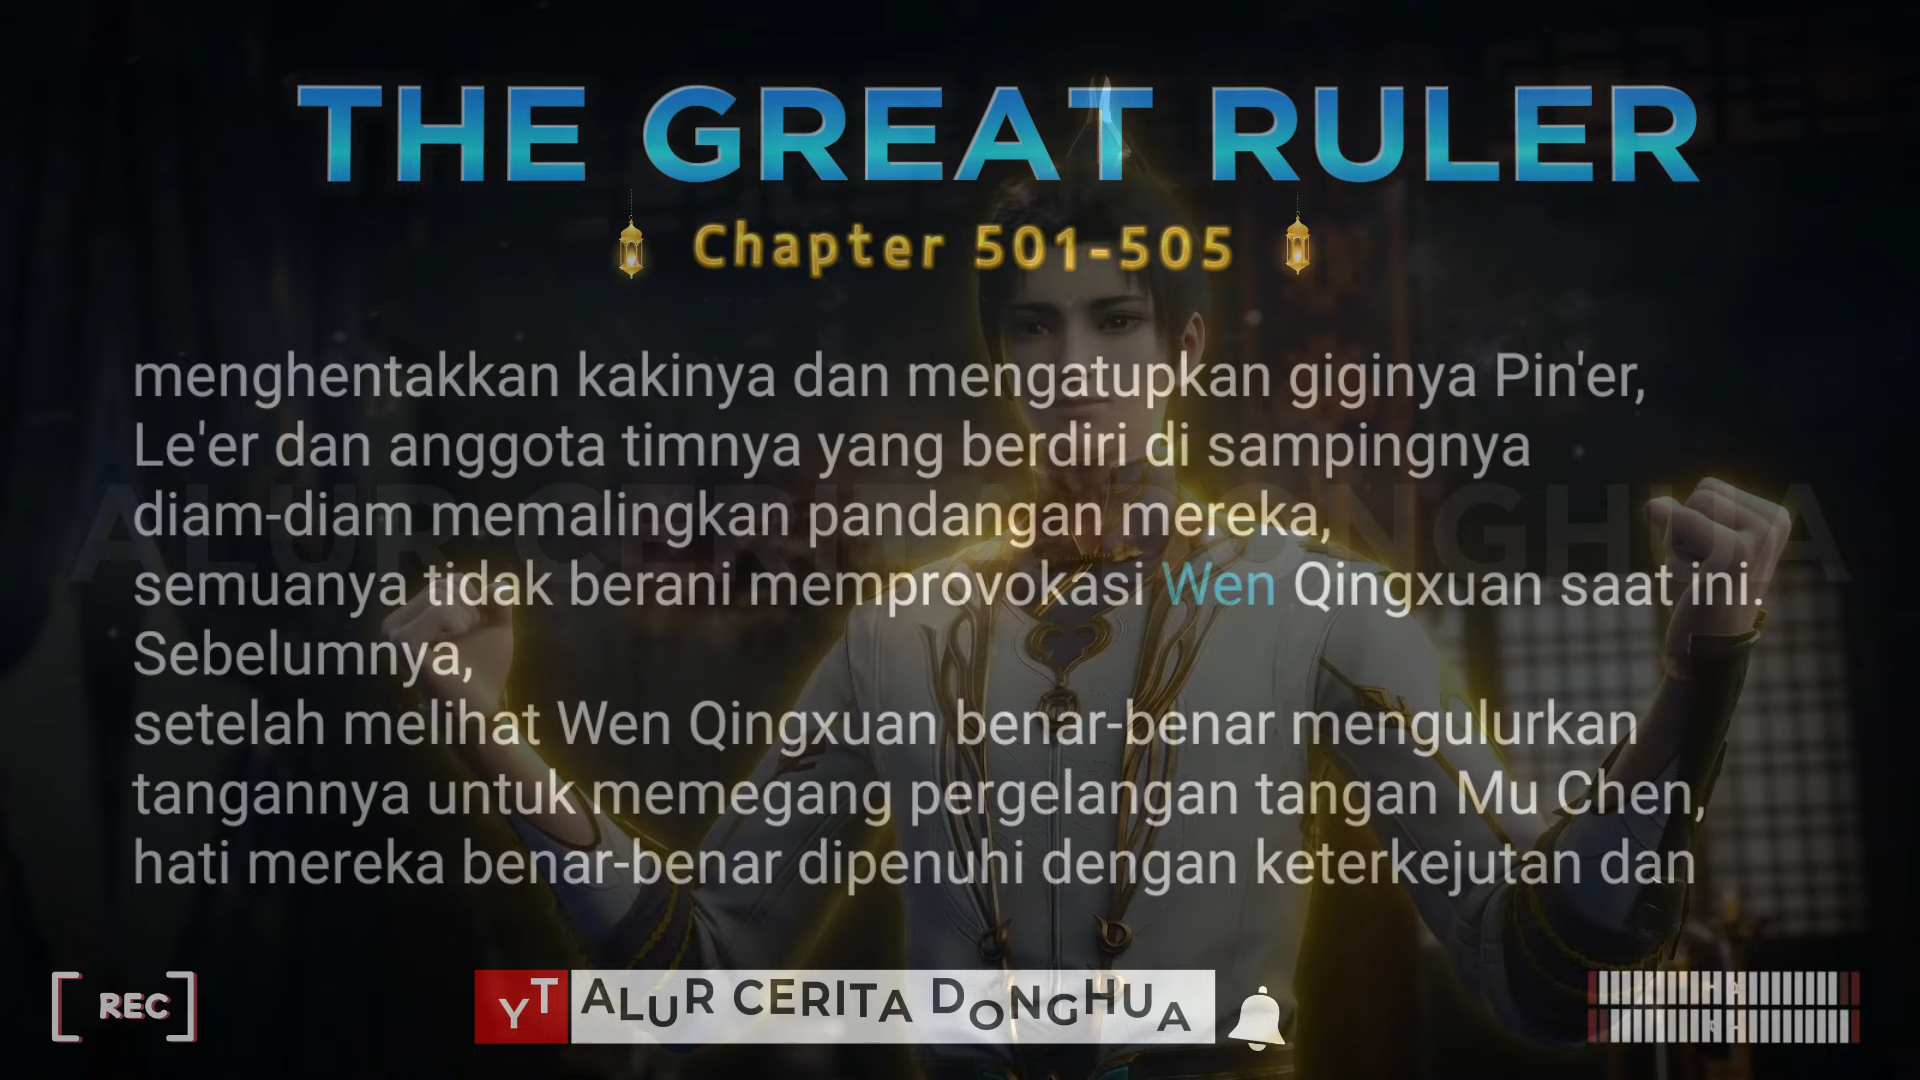 THE GREAT RULER
Chapter 501-505
menghentakkan kakinya dan mengatupkan giginya Pin'er,
Le'er dan anggota timnya yang berdiri di sampingnya
diam-diam memalingkan pandangan mereka,
ALUR CERITA DONGHUA
semuanya tidak berani memprovokasi Wen Qingxuan saat ini.
Sebelumnya,
setelah melihat Wen Qingxuan benar-benar mengulurkan
tangannya untuk memegang pergelangan tangan Mu Chen,
hati mereka benar-benar dipenuhi dengan keterkejutan dan
REC
YT ALUR CERITA DONGHUA